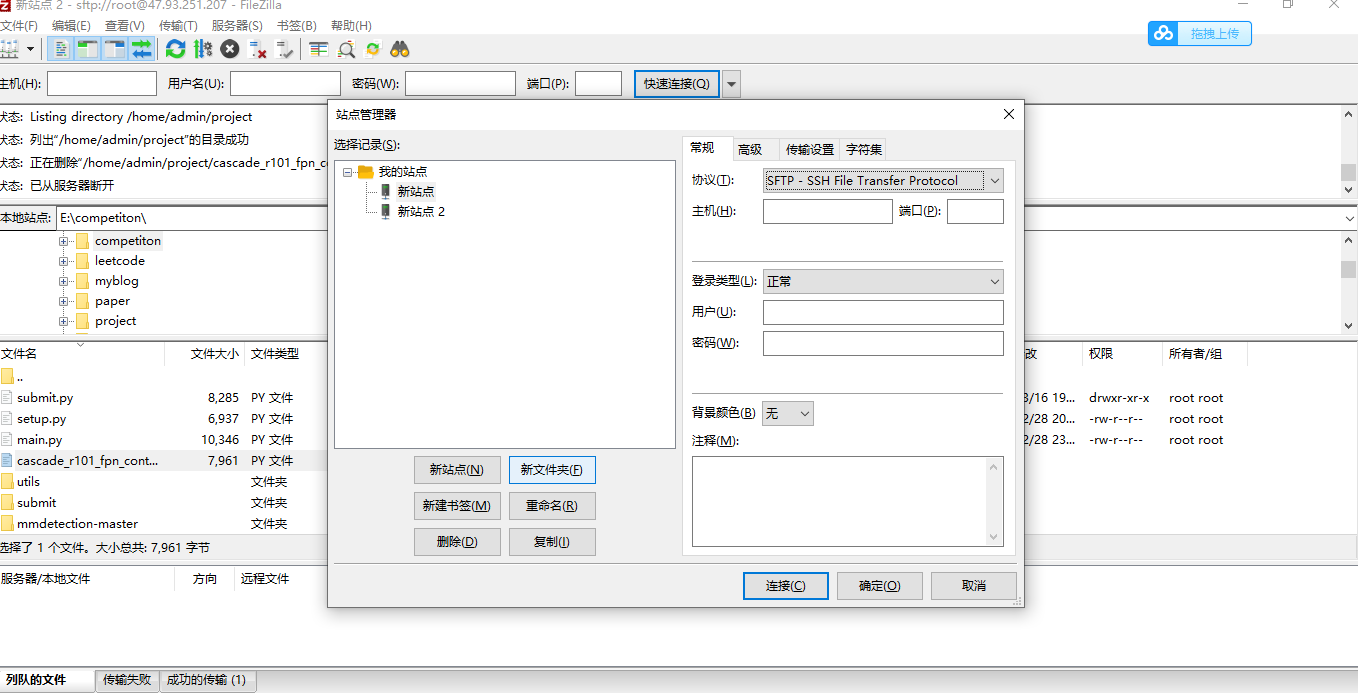 新站点 2 - sftp://root@47.93.251.207 - FileZilla
文件(F) 编辑(E) 查看(V) 传输(T) 服务器(S) 书签(B) 帮助(H)
拖拽上传
主机(H): 用户名(U): 密码(W): 端口(P): 快速连接(Q)
状态: Listing directory /home/admin/project
状态: 列出“/home/admin/project”的目录成功
状态: 正在删除“/home/admin/project/cascade_r101_fpn_co
状态: 已从服务器断开
本地站点: E:\competiton\
competiton
leetcode
myblog
paper
project
文件名 文件大小 文件类型
..
submit.py 8,285 PY 文件
setup.py 6,937 PY 文件
main.py 10,346 PY 文件
cascade_r101_fpn_cont... 7,961 PY 文件
utils 文件夹
submit 文件夹
mmdetection-master 文件夹
选择了 1 个文件。大小总共: 7,961 字节
服务器/本地文件 方向 远程文件
列队的文件 传输失败 成功的传输 (1)
站点管理器
选择记录(S):
我的站点
新站点
新站点 2
新站点(N) 新文件夹(F)
新建书签(M) 重命名(R)
删除(D) 复制(I)
常规 高级 传输设置 字符集
协议(T): SFTP - SSH File Transfer Protocol
主机(H): 端口(P):
登录类型(L): 正常
用户(U):
密码(W):
背景颜色(B) 无
注释(M):
连接(C) 确定(O) 取消
改 权限 所有者/组
3/16 19... drwxr-xr-x root root
2/28 20... -rw-r--r-- root root
2/28 23... -rw-r--r-- root root